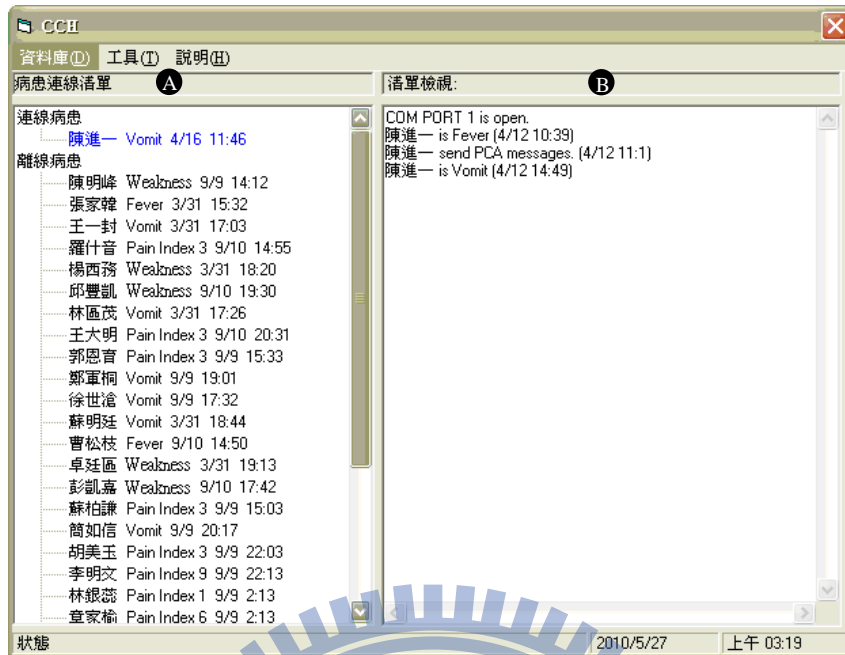 CCH
資料庫(D) 工具(T) 說明(H)
病患連線清單 A
清單檢視: B
連線病患
陳進一 Vomit 4/16 11:46
離線病患
陳明峰 Weakness 9/9 14:12
張家韓 Fever 3/31 15:32
王一封 Vomit 3/31 17:03
羅什音 Pain Index 3 9/10 14:55
楊西務 Weakness 3/31 18:20
邱豐凱 Weakness 9/10 19:30
林區茂 Vomit 3/31 17:26
王大明 Pain Index 3 9/10 20:31
郭恩育 Pain Index 3 9/9 15:33
鄭軍桐 Vomit 9/9 19:01
徐世滄 Vomit 9/9 17:32
蘇明廷 Vomit 3/31 18:44
曹松枝 Fever 9/10 14:50
卓廷區 Weakness 3/31 19:13
彭凱嘉 Weakness 9/10 17:42
蘇柏謙 Pain Index 3 9/9 15:03
簡如信 Vomit 9/9 20:17
胡美玉 Pain Index 3 9/9 22:03
李明文 Pain Index 9 9/9 22:13
林銀蕊 Pain Index 1 9/9 2:13
章家榆 Pain Index 6 9/9 2:13
COM PORT 1 is open.
陳進一 is Fever (4/12 10:39)
陳進一 send PCA messages. (4/12 11:1)
陳進一 is Vomit (4/12 14:49)
狀態 2010/5/27 上午 03:19